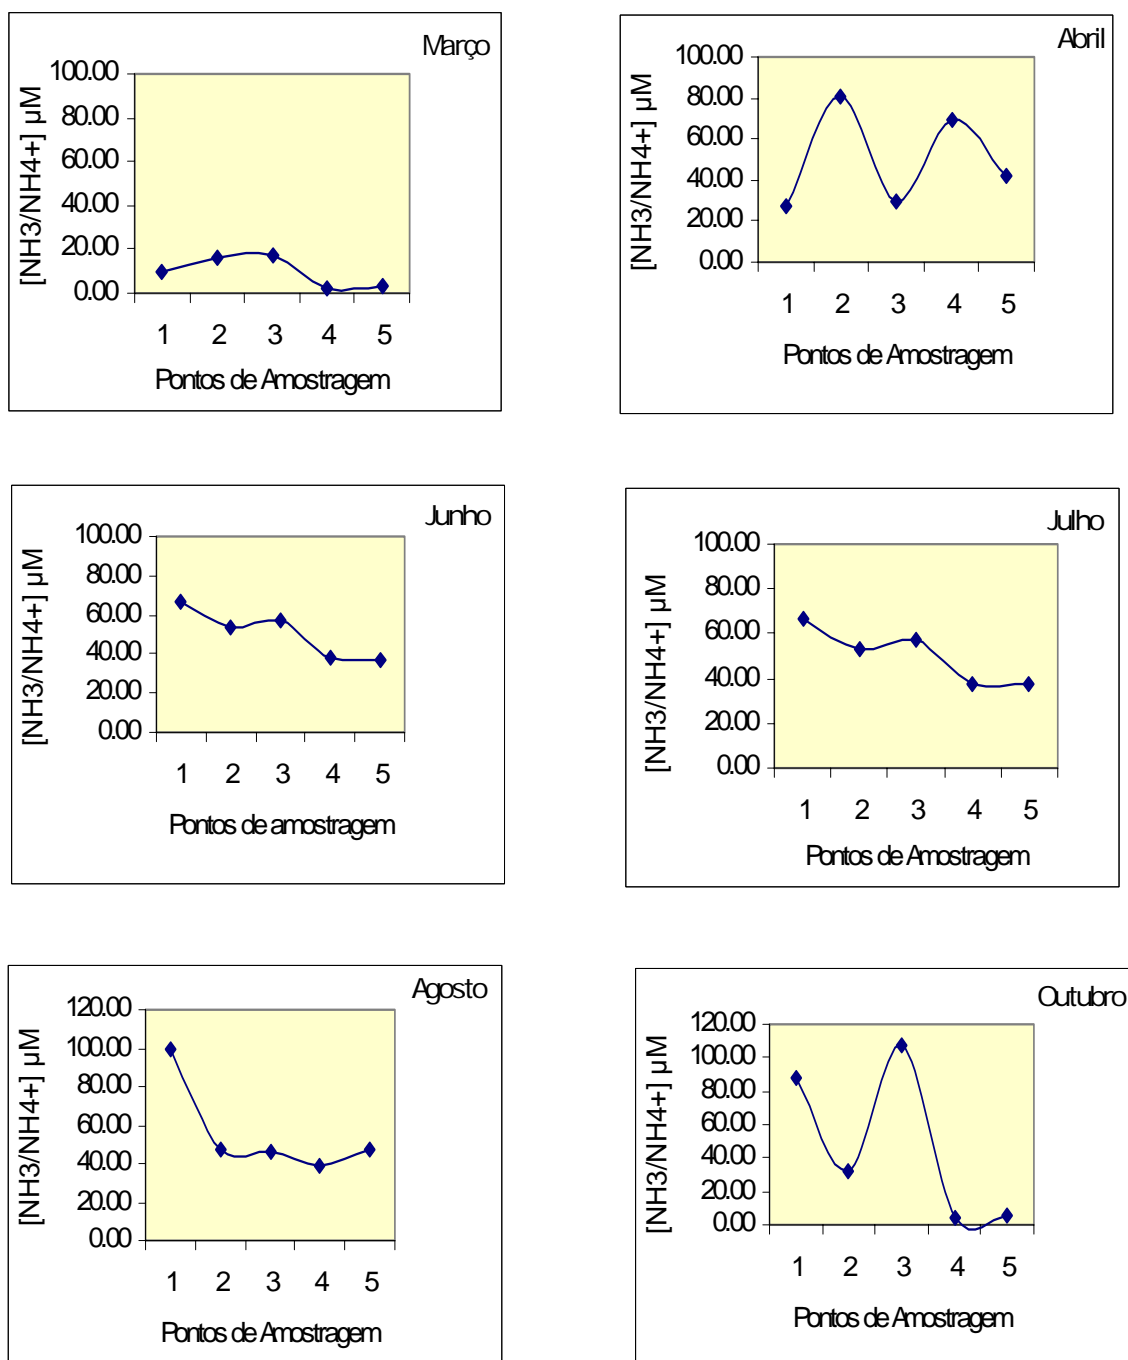 Março
[NH3/NH4+] µM
100.00
80.00
60.00
40.00
20.00
0.00
1 2 3 4 5
Pontos de Amostragem
Abril
[NH3/NH4+] µM
100.00
80.00
60.00
40.00
20.00
0.00
1 2 3 4 5
Pontos de Amostragem
Junho
[NH3/NH4+] µM
100.00
80.00
60.00
40.00
20.00
0.00
1 2 3 4 5
Pontos de amostragem
Julho
[NH3/NH4+] µM
100.00
80.00
60.00
40.00
20.00
0.00
1 2 3 4 5
Pontos de Amostragem
Agosto
[NH3/NH4+] µM
120.00
100.00
80.00
60.00
40.00
20.00
0.00
1 2 3 4 5
Pontos de Amostragem
Outubro
[NH3/NH4+] µM
120.00
100.00
80.00
60.00
40.00
20.00
0.00
1 2 3 4 5
Pontos de Amostragem